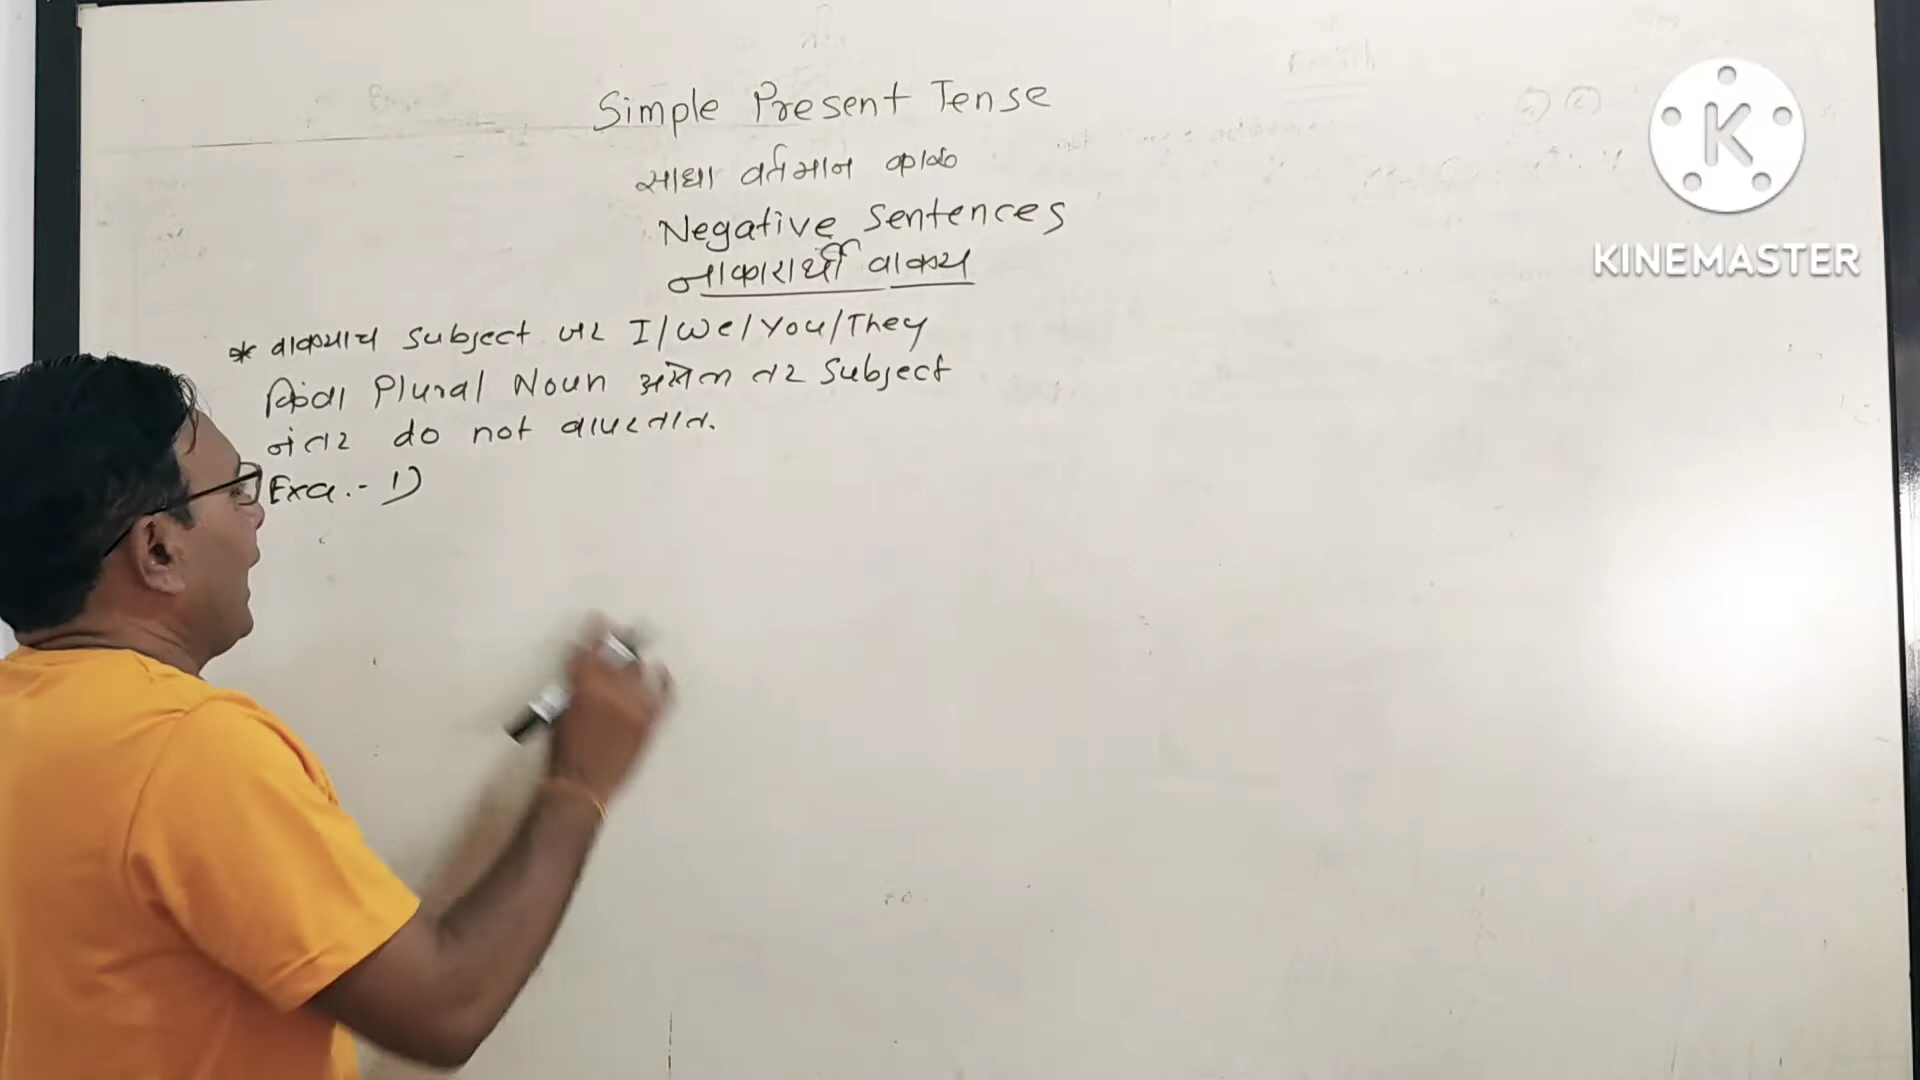 Simple Present Tense
साधा वर्तमान काळ
Negative Sentences
नाकारार्थी वाक्य
* वाक्याच subject जर I/We/You/They
किंवा Plural Noun असेल तर Subject
नंतर do not वापरतात.
Exa.- 1)
K
KINEMASTER